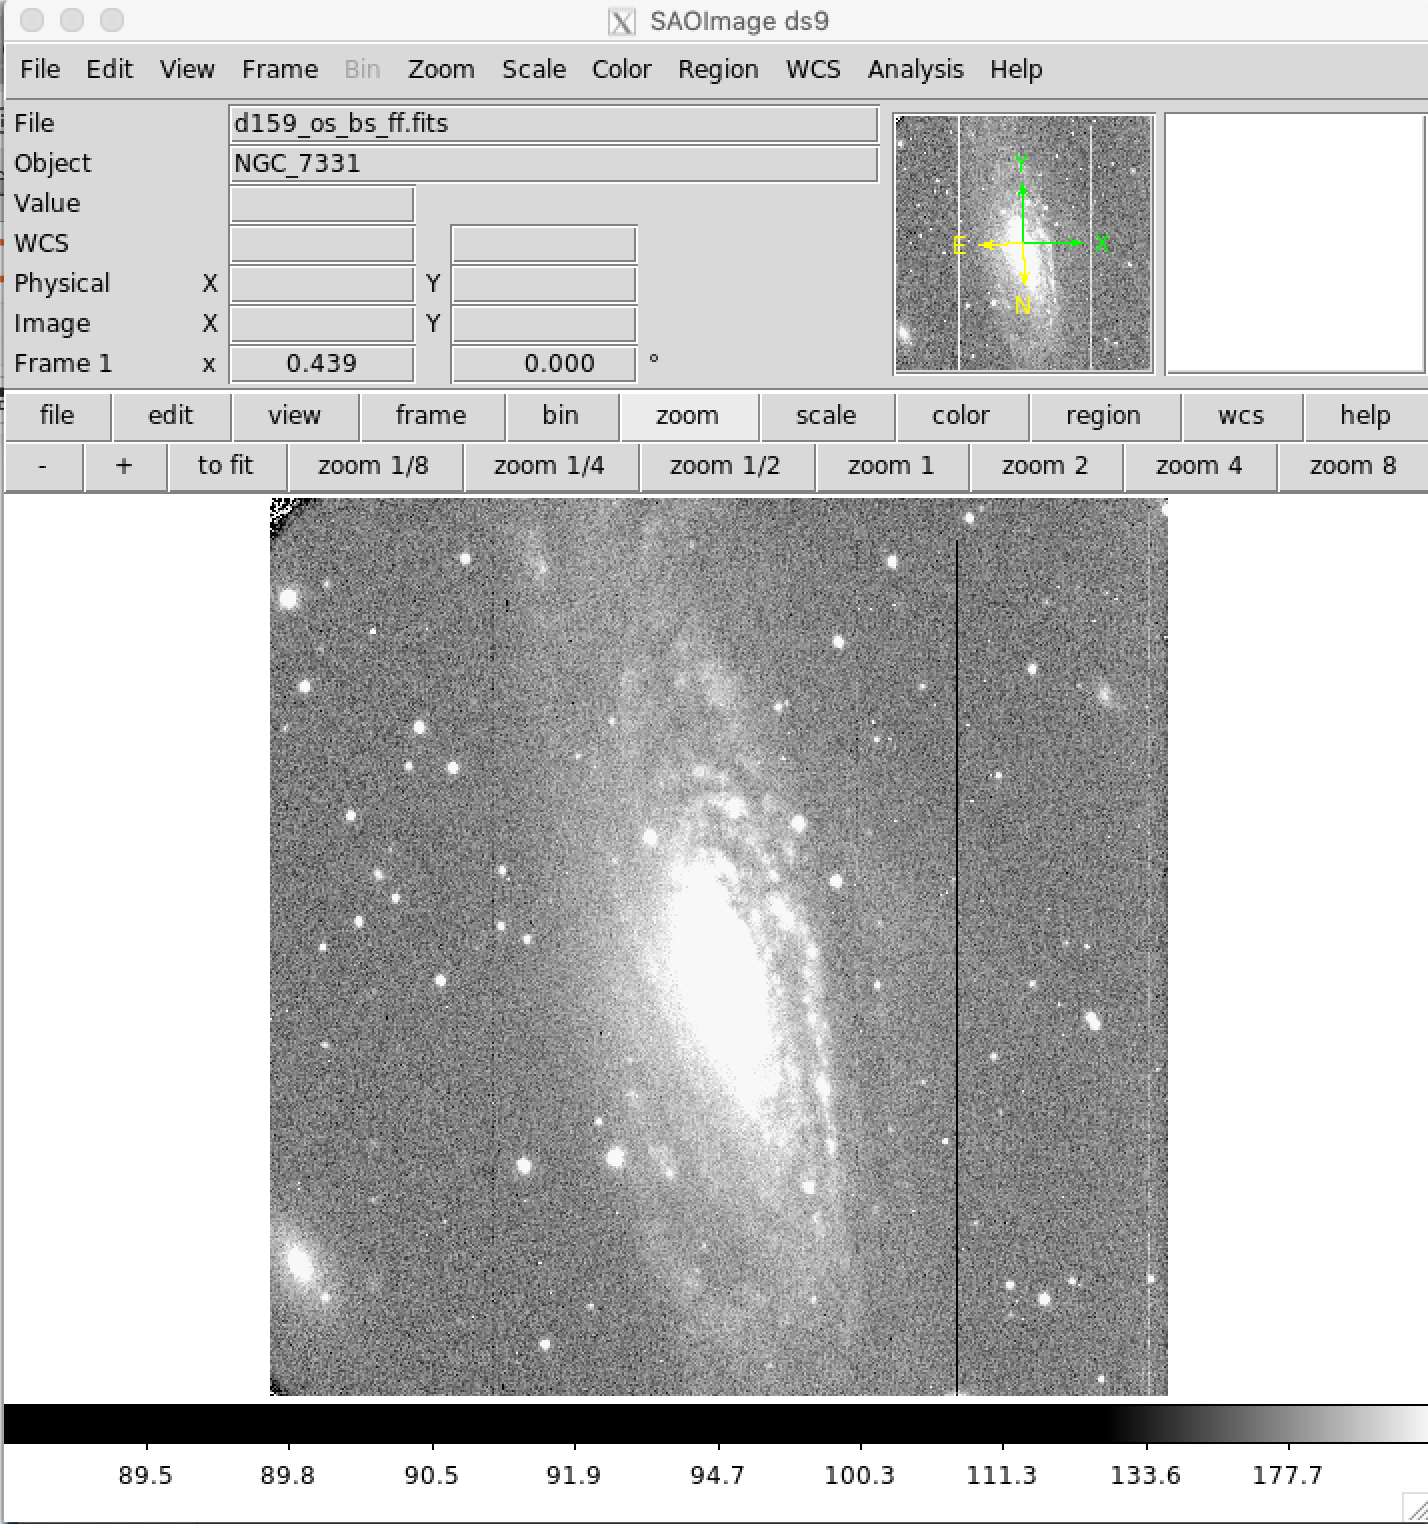 SAOImage ds9
File Edit View Frame Bin Zoom Scale Color Region WCS Analysis Help
File d159_os_bs_ff.fits
Object NGC_7331
Value
WCS
Physical X Y
Image X Y
Frame 1 x 0.439 0.000 °
Y
E X
N
file edit view frame bin zoom scale color region wcs help
- + to fit zoom 1/8 zoom 1/4 zoom 1/2 zoom 1 zoom 2 zoom 4 zoom 8
89.5 89.8 90.5 91.9 94.7 100.3 111.3 133.6 177.7